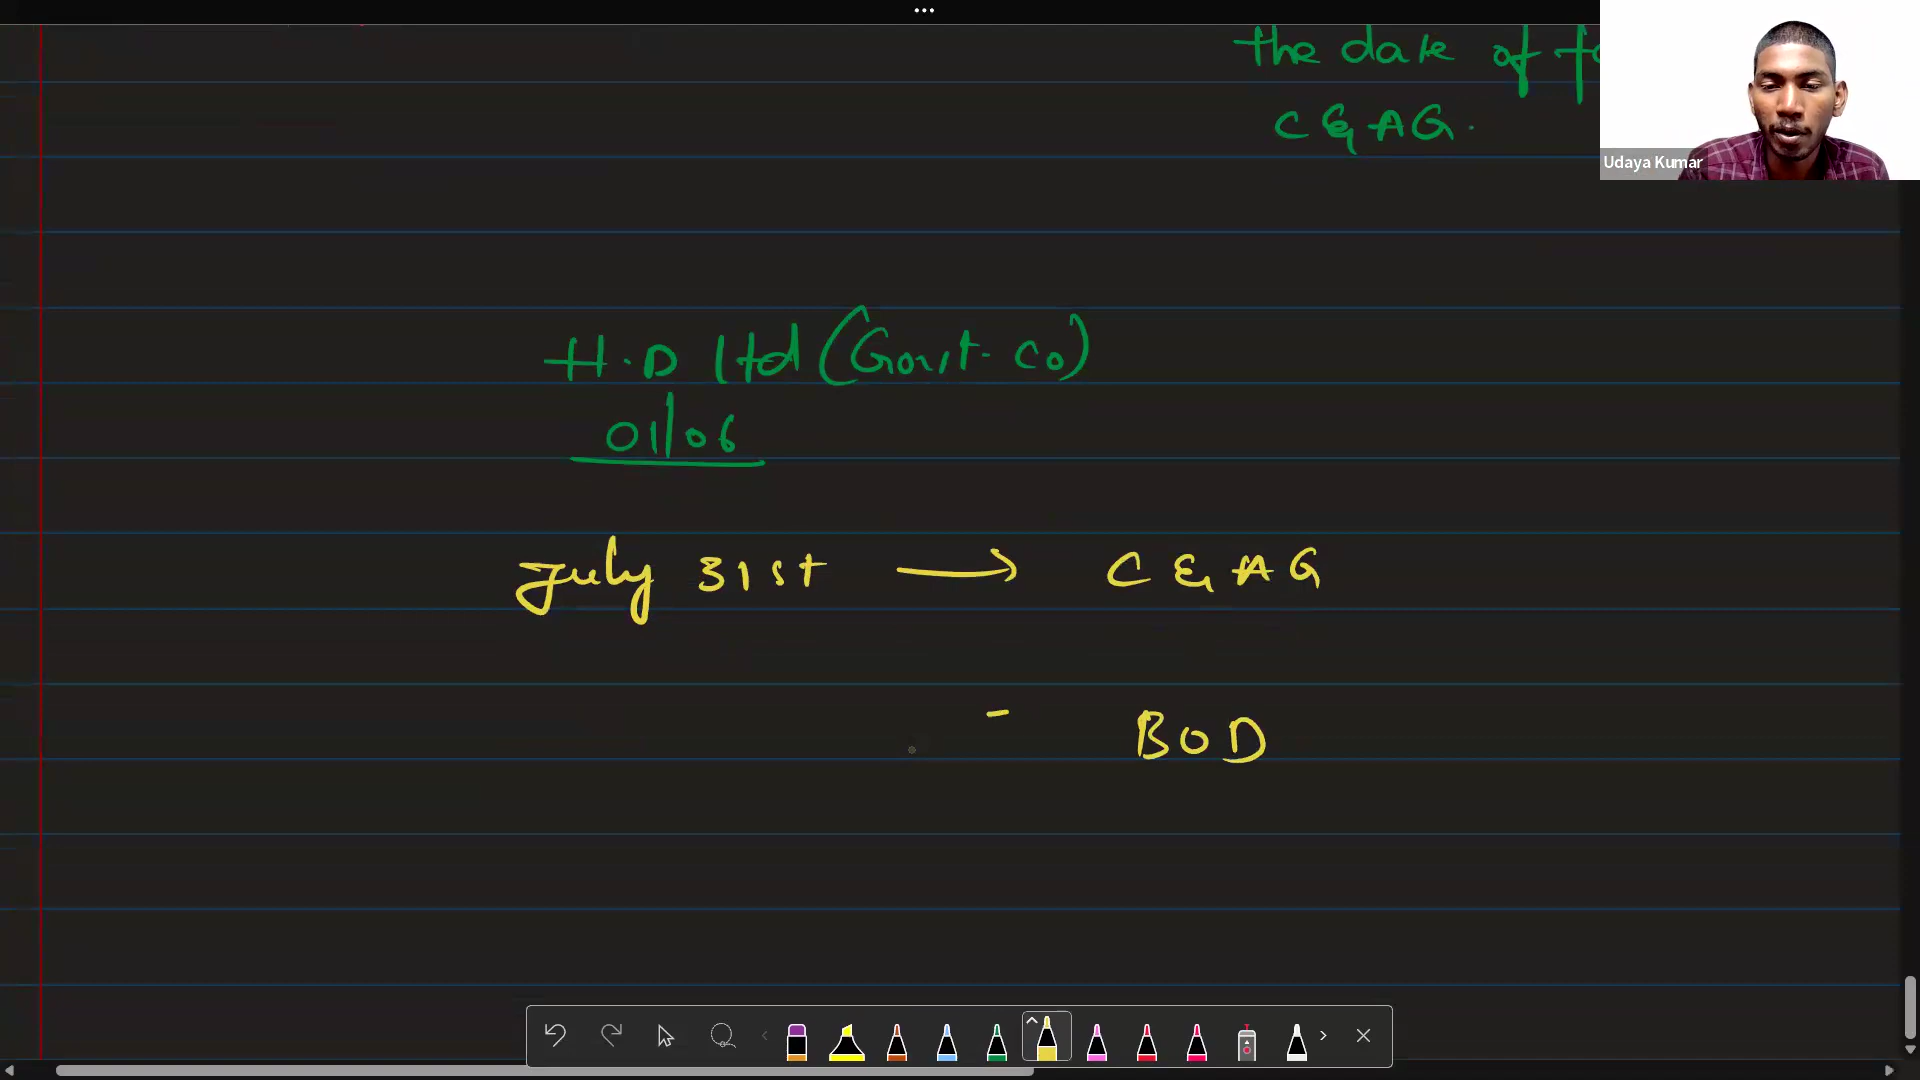 the date of
C & AG.
Udaya Kumar
H.D ltd (Govt. Co)
01/06
July 31st → C & AG
- BOD